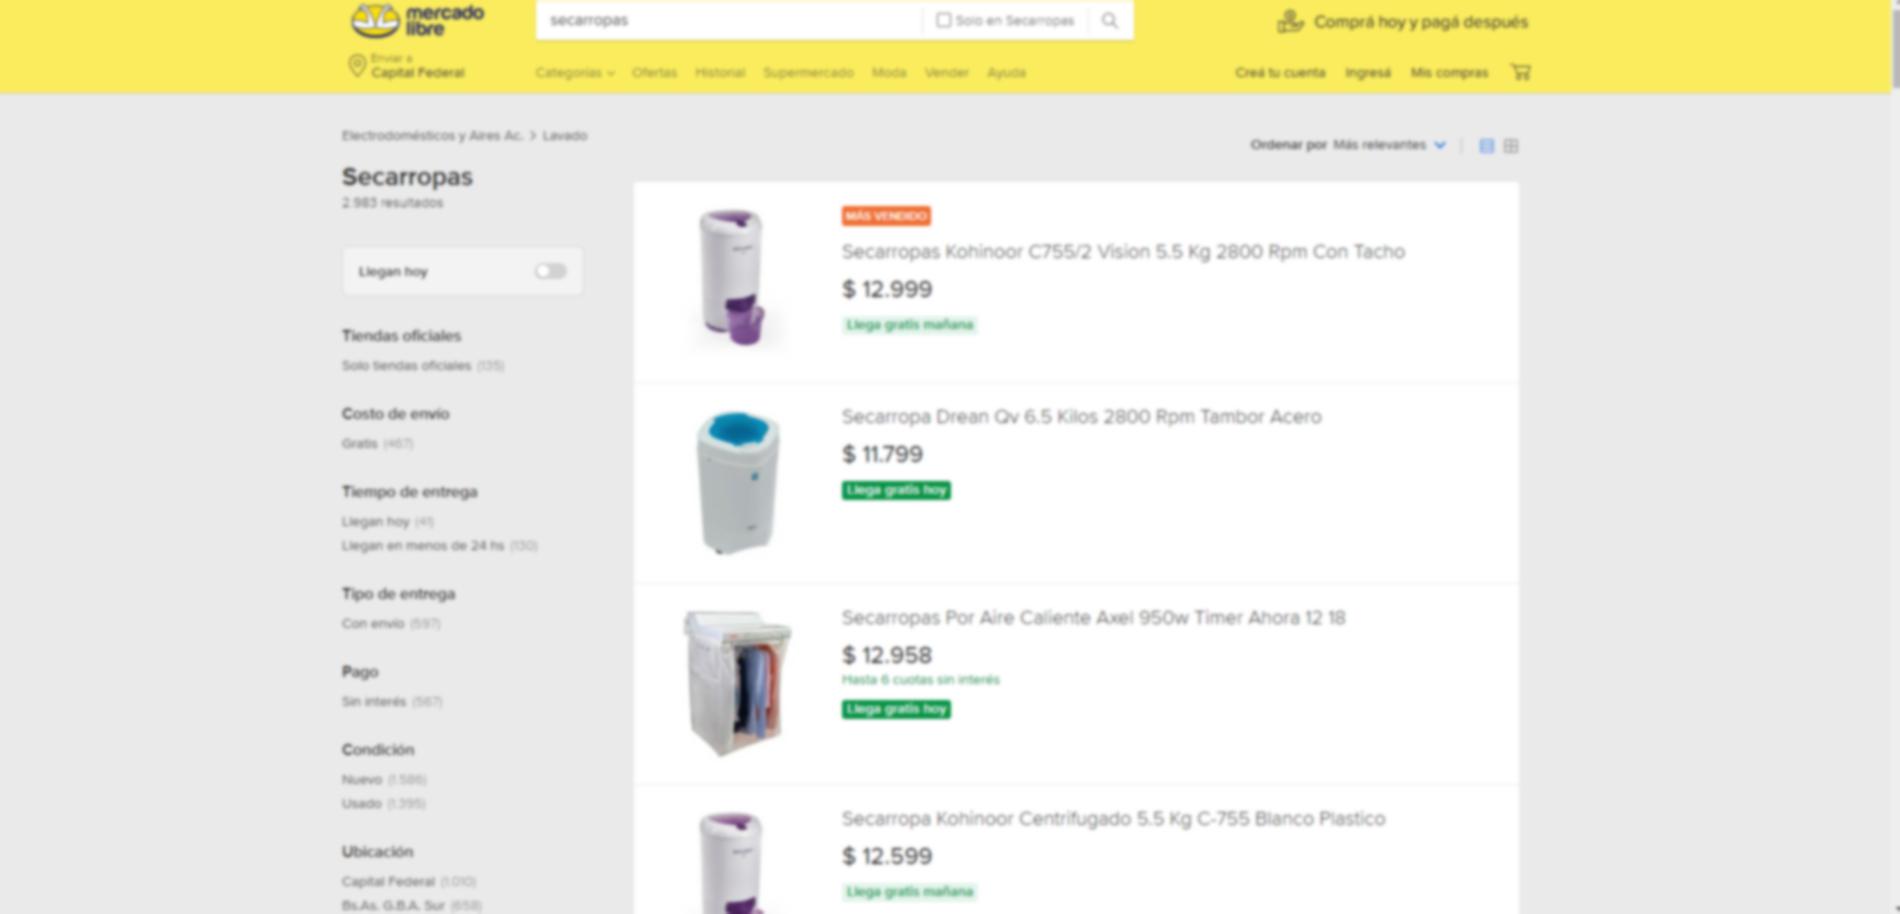 mercado
libre
secarropas
Solo en Secarropas
Comprá hoy y pagá después
Enviar a
Capital Federal
Categorías
Ofertas
Historial
Supermercado
Moda
Vender
Ayuda
Creá tu cuenta
Ingresá
Mis compras
Electrodomésticos y Aires Ac. > Lavado
Ordenar por Más relevantes
Secarropas
2.983 resultados
Llegan hoy
Tiendas oficiales
Solo tiendas oficiales (135)
Costo de envío
Gratis (467)
Tiempo de entrega
Llegan hoy (41)
Llegan en menos de 24 hs (130)
Tipo de entrega
Con envío (597)
Pago
Sin interés (567)
Condición
Nuevo (1.586)
Usado (1.395)
Ubicación
Capital Federal (1.010)
Bs.As. G.B.A. Sur (658)
MÁS VENDIDO
Secarropas Kohinoor C755/2 Vision 5.5 Kg 2800 Rpm Con Tacho
$ 12.999
Llega gratis mañana
Secarropa Drean Qv 6.5 Kilos 2800 Rpm Tambor Acero
$ 11.799
Llega gratis hoy
Secarropas Por Aire Caliente Axel 950w Timer Ahora 12 18
$ 12.958
Hasta 6 cuotas sin interés
Llega gratis hoy
Secarropa Kohinoor Centrifugado 5.5 Kg C-755 Blanco Plastico
$ 12.599
Llega gratis mañana